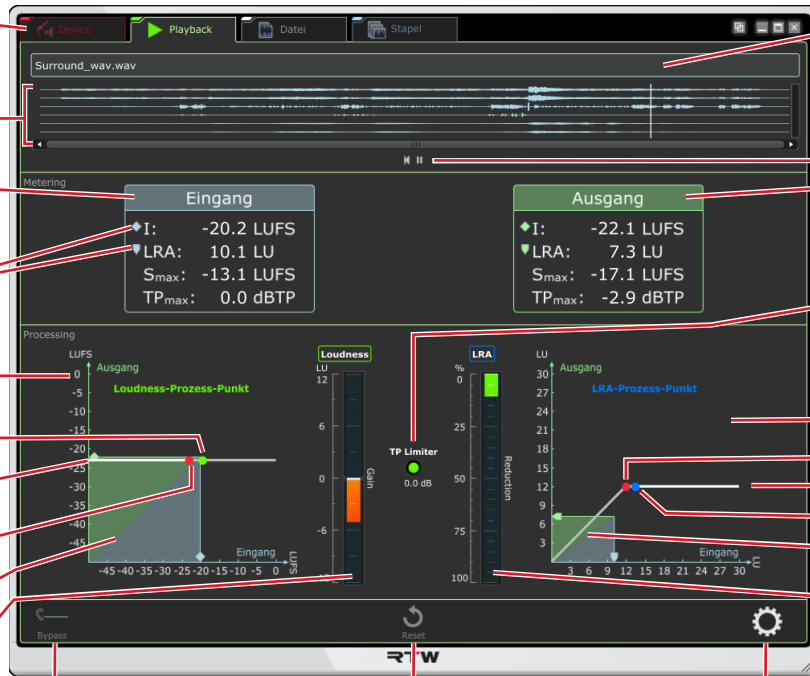 Device
Playback
Datei
Stapel
Surround_wav.wav
Metering
Eingang
I: -20.2 LUFS
LRA: 10.1 LU
Smax: -13.1 LUFS
TPmax: 0.0 dBTP
Ausgang
I: -22.1 LUFS
LRA: 7.3 LU
Smax: -17.1 LUFS
TPmax: -2.9 dBTP
Processing
LUFS
Ausgang
Loudness-Prozess-Punkt
0
-5
-10
-15
-20
-25
-30
-35
-40
-45
Eingang
-45 -40 -35 -30 -25 -20 -15 -10 -5 0
LUFS
Loudness
LU
12
6
0
-6
Gain
TP Limiter
0.0 dB
LRA
%
0
25
50
75
100
Reduction
LU
Ausgang
LRA-Prozess-Punkt
30
27
24
21
18
15
12
9
6
3
Eingang
3 6 9 12 15 18 21 24 27 30
LU
Bypass
Reset
RTW